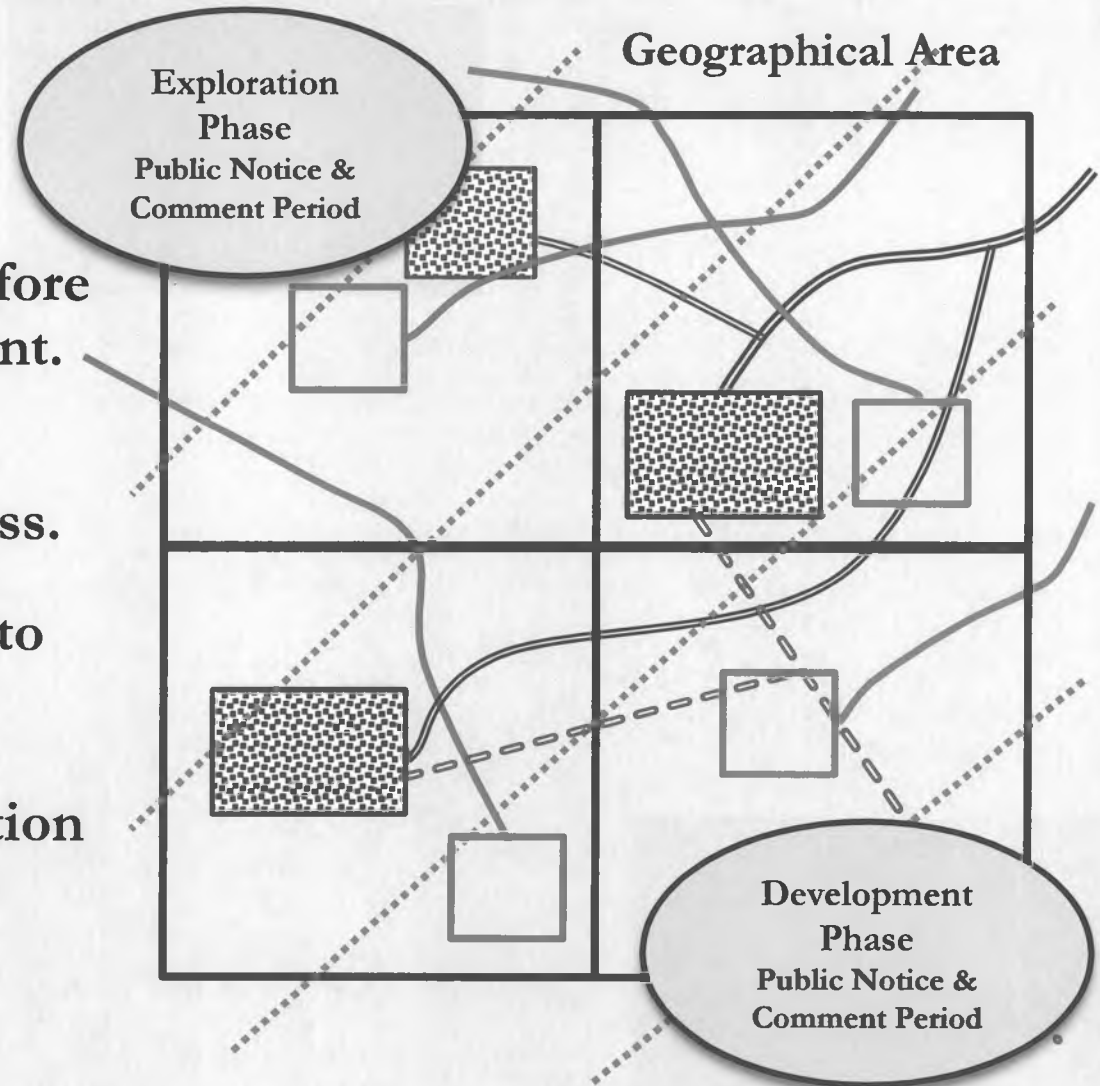 Geographical Area
Exploration
Phase
Public Notice &
Comment Period
fore
nt.
ss.
to
tion
Development
Phase
Public Notice &
Comment Period